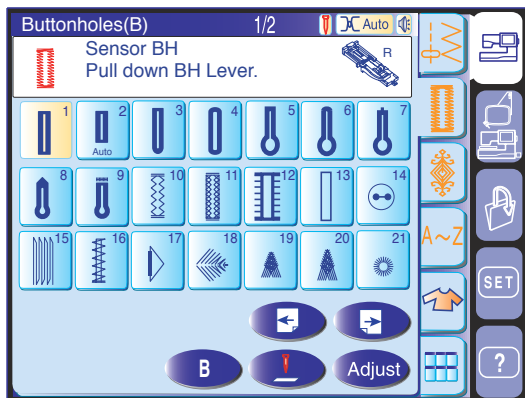 Buttonholes(B) 1/2 Auto
Sensor BH R
Pull down BH Lever.
1 2 3 4 5 6 7
Auto
8 9 10 11 12 13 14
15 16 17 18 19 20 21
A~Z
SET
B Adjust ?